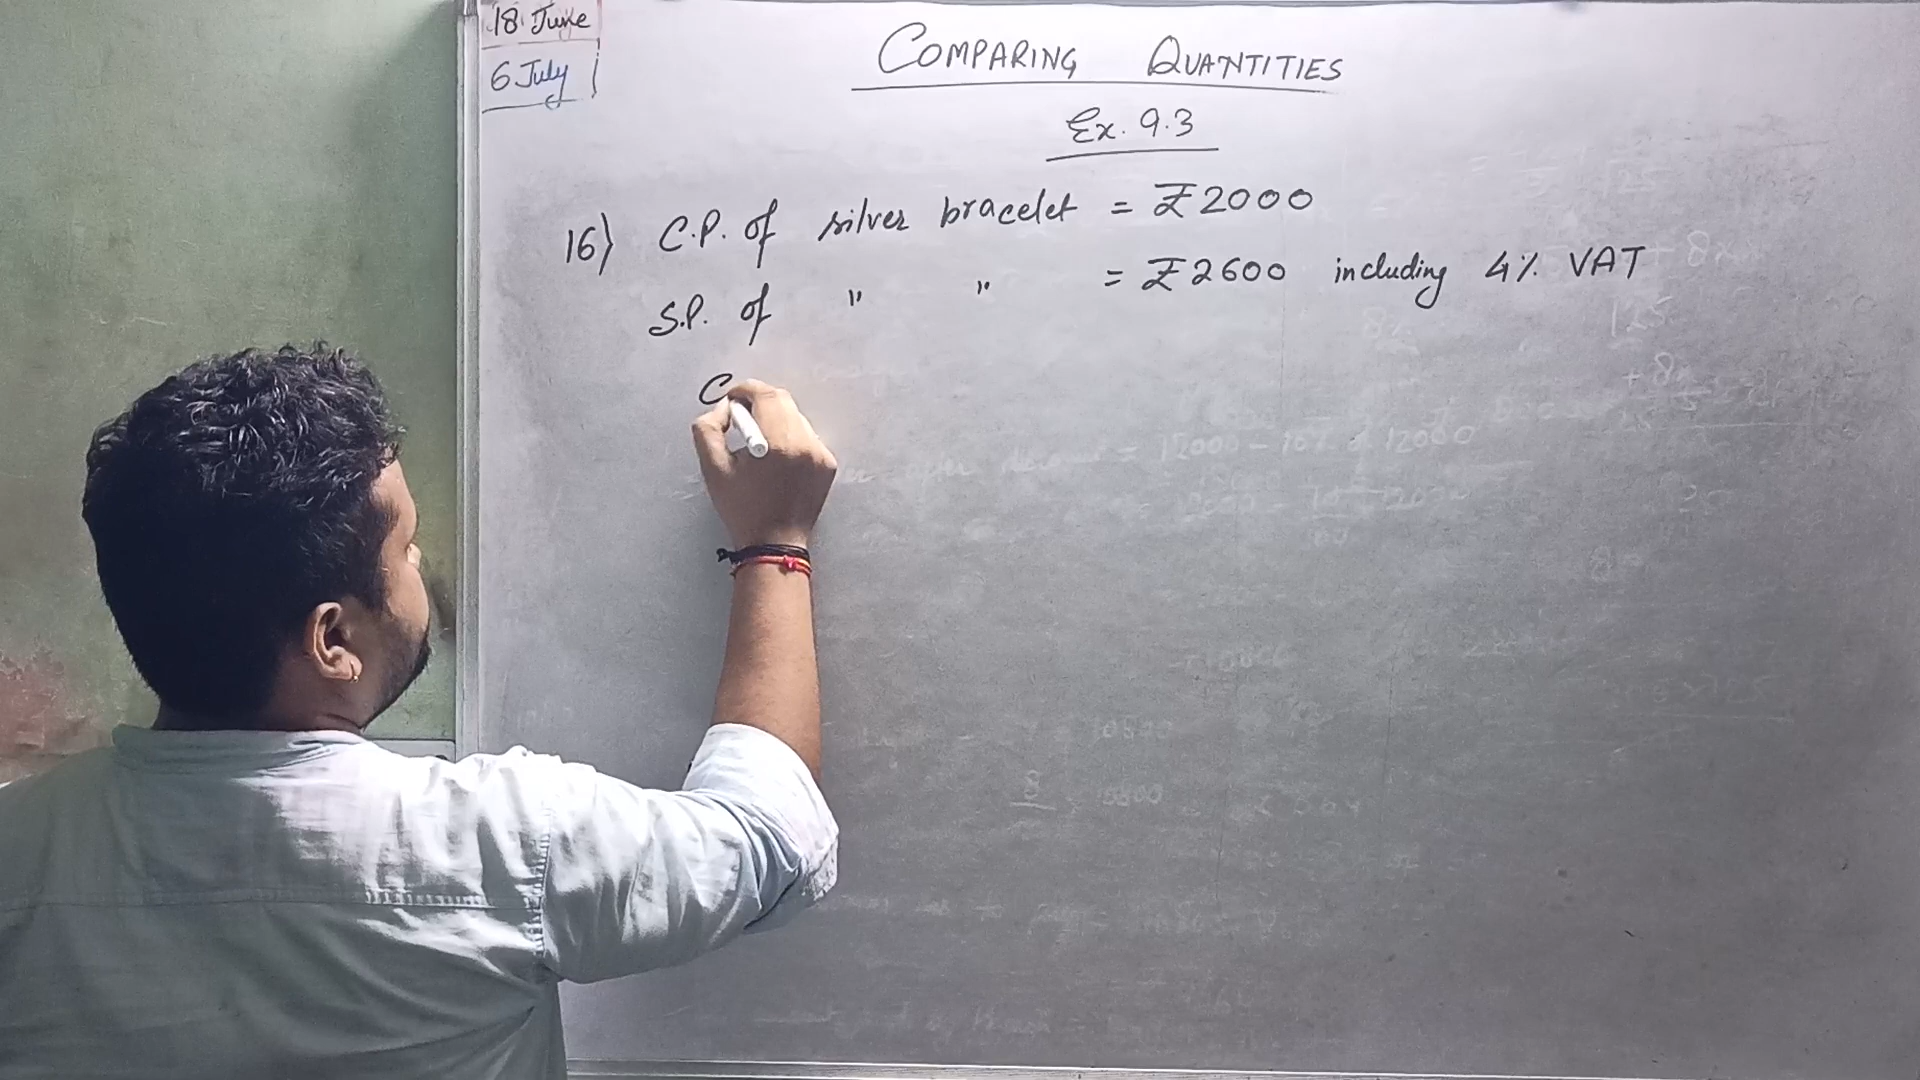 18 June
6 July
COMPARING QUANTITIES
Ex. 9.3
16) C.P. of silver bracelet = ₹2000
S.P. of " " = ₹2600 including 4% VAT
C